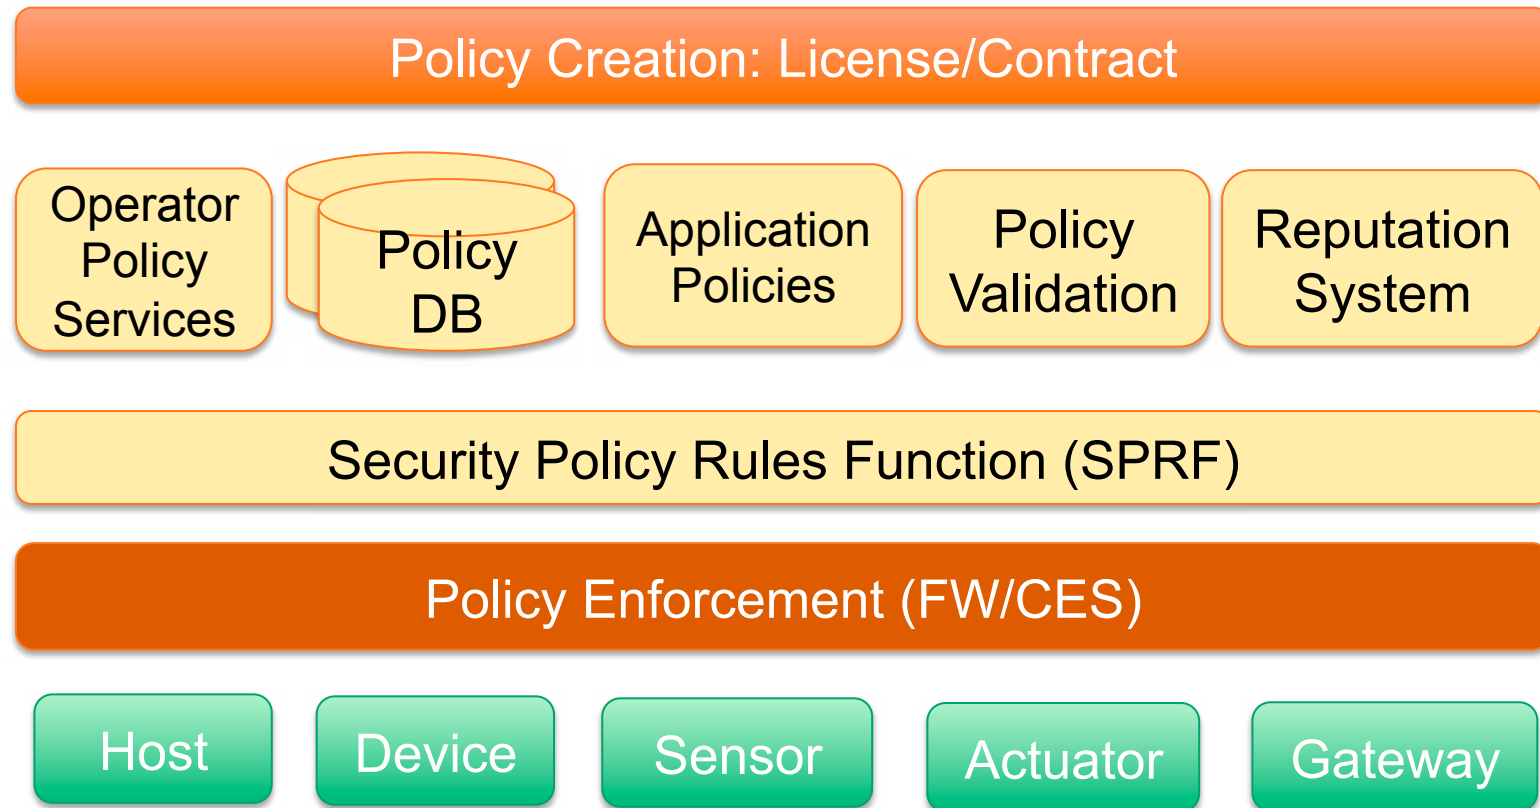 Policy Creation: License/Contract
Operator
Policy
Services
Policy
DB
Application
Policies
Policy
Validation
Reputation
System
Security Policy Rules Function (SPRF)
Policy Enforcement (FW/CES)
Host
Device
Sensor
Actuator
Gateway